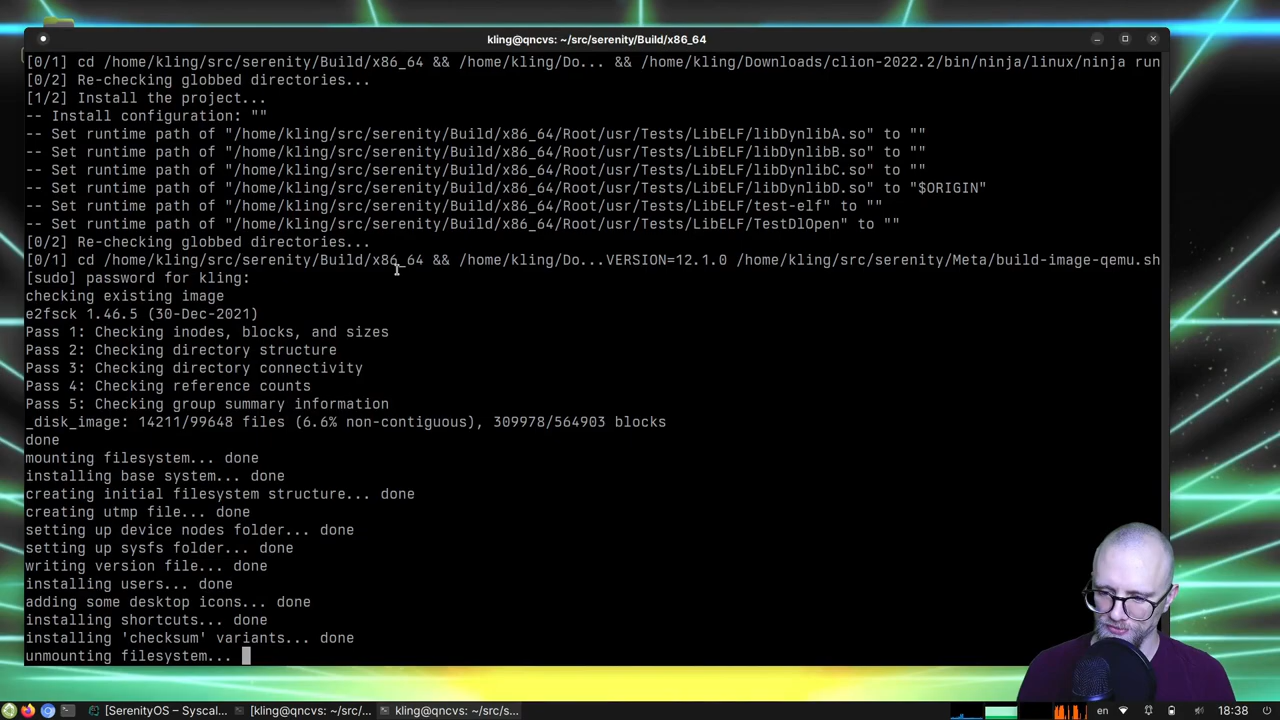 kling@qncvs: ~/src/serenity/Build/x86_64
[0/1] cd /home/kling/src/serenity/Build/x86_64 && /home/kling/Do... && /home/kling/Downloads/clion-2022.2/bin/ninja/linux/ninja run
[0/2] Re-checking globbed directories...
[1/2] Install the project...
-- Install configuration: ""
-- Set runtime path of "/home/kling/src/serenity/Build/x86_64/Root/usr/Tests/LibELF/libDynlibA.so" to ""
-- Set runtime path of "/home/kling/src/serenity/Build/x86_64/Root/usr/Tests/LibELF/libDynlibB.so" to ""
-- Set runtime path of "/home/kling/src/serenity/Build/x86_64/Root/usr/Tests/LibELF/libDynlibC.so" to ""
-- Set runtime path of "/home/kling/src/serenity/Build/x86_64/Root/usr/Tests/LibELF/libDynlibD.so" to "$ORIGIN"
-- Set runtime path of "/home/kling/src/serenity/Build/x86_64/Root/usr/Tests/LibELF/test-elf" to ""
-- Set runtime path of "/home/kling/src/serenity/Build/x86_64/Root/usr/Tests/LibELF/TestDlOpen" to ""
[0/2] Re-checking globbed directories...
[0/1] cd /home/kling/src/serenity/Build/x86_64 && /home/kling/Do...VERSION=12.1.0 /home/kling/src/serenity/Meta/build-image-qemu.sh
[sudo] password for kling:
checking existing image
e2fsck 1.46.5 (30-Dec-2021)
Pass 1: Checking inodes, blocks, and sizes
Pass 2: Checking directory structure
Pass 3: Checking directory connectivity
Pass 4: Checking reference counts
Pass 5: Checking group summary information
_disk_image: 14211/99648 files (6.6% non-contiguous), 309978/564903 blocks
done
mounting filesystem... done
installing base system... done
creating initial filesystem structure... done
creating utmp file... done
setting up device nodes folder... done
setting up sysfs folder... done
writing version file... done
installing users... done
adding some desktop icons... done
installing shortcuts... done
installing 'checksum' variants... done
unmounting filesystem...
[SerenityOS – Syscal... [kling@qncvs: ~/src/... kling@qncvs: ~/src/s... en 18:38